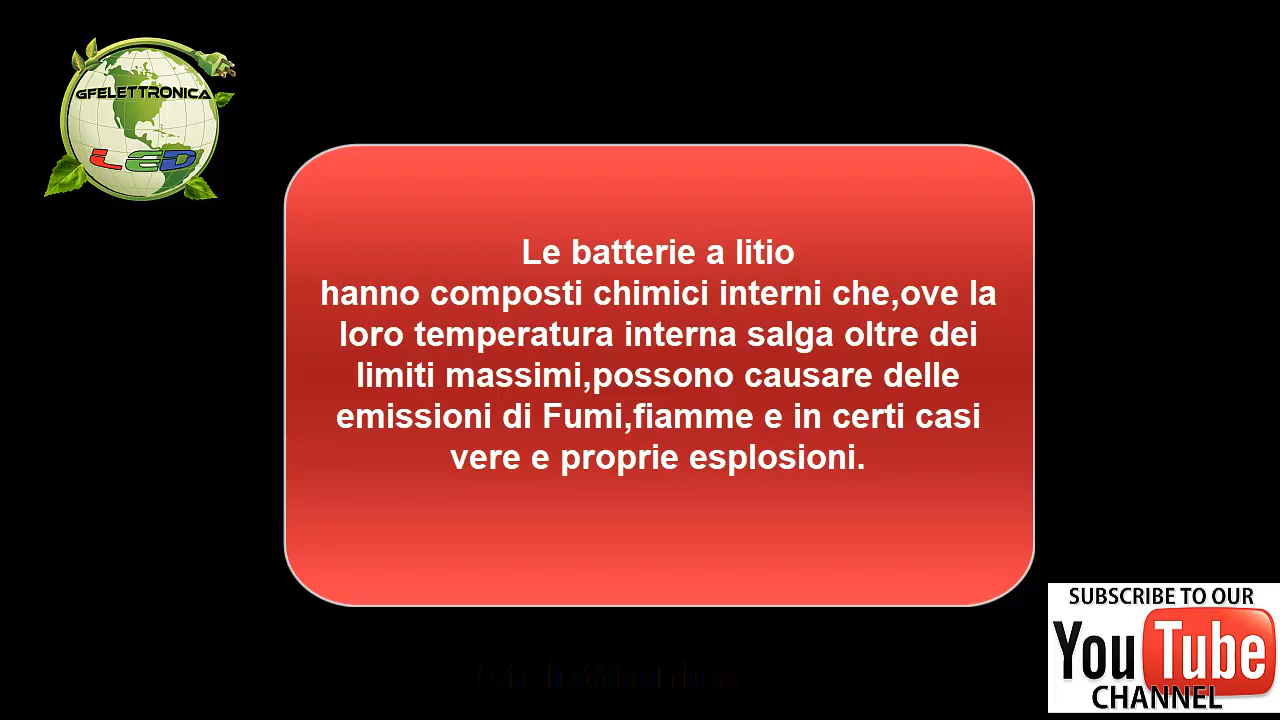 GFELETTRONICA
LED
Le batterie a litio
hanno composti chimici interni che,ove la
loro temperatura interna salga oltre dei
limiti massimi,possono causare delle
emissioni di Fumi,fiamme e in certi casi
vere e proprie esplosioni.
SUBSCRIBE TO OUR
YouTube
CHANNEL